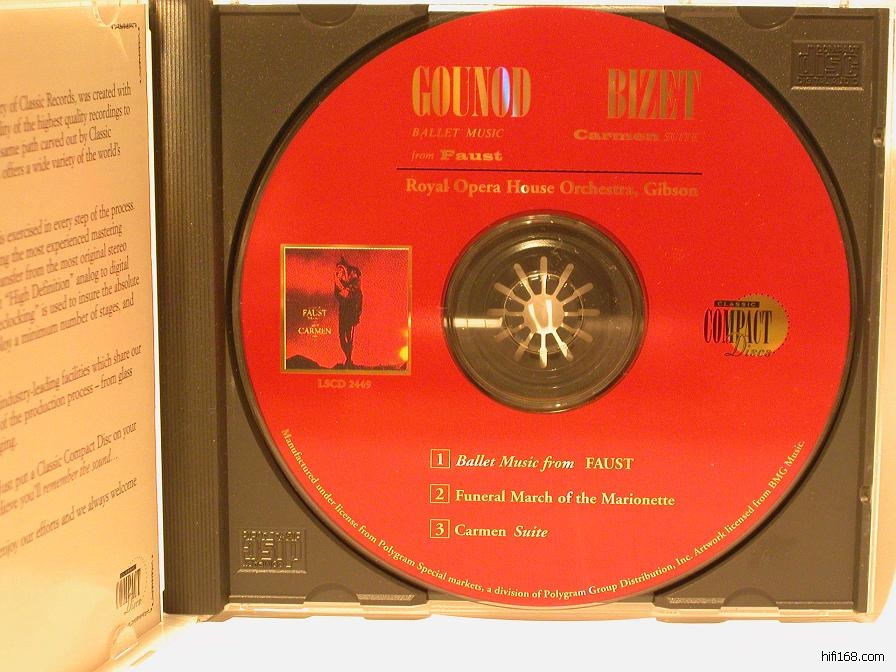 ry of Classic Records, was created with
lity of the highest quality recordings to
same path carved out by Classic
offers a wide variety of the world's
is exercised in every step of the process.
ng the most experienced mastering
ansfer from the most original stereo
"High Definition" analog to digital
eclocking" is used to insure the absolute
loy a minimum number of stages, and
industry-leading facilities which share our
of the production process – from glass
ging.
Just put a Classic Compact Disc on your
lieve you'll remember the sound...
enjoy our efforts and we always welcome
COMPACT
Disc
GOUNOD
BALLET MUSIC
from Faust
BIZET
Carmen SUITE
Royal Opera House Orchestra, Gibson
FAUST
CARMEN
LSCD 2449
CLASSIC
COMPACT
Discs
1 Ballet Music from FAUST
2 Funeral March of the Marionette
3 Carmen Suite
Manufactured under license from Polygram Special markets, a division of Polygram Group Distribution, Inc. Artwork licensed from BMG Music.
COMPACT
disc
hifi168.com